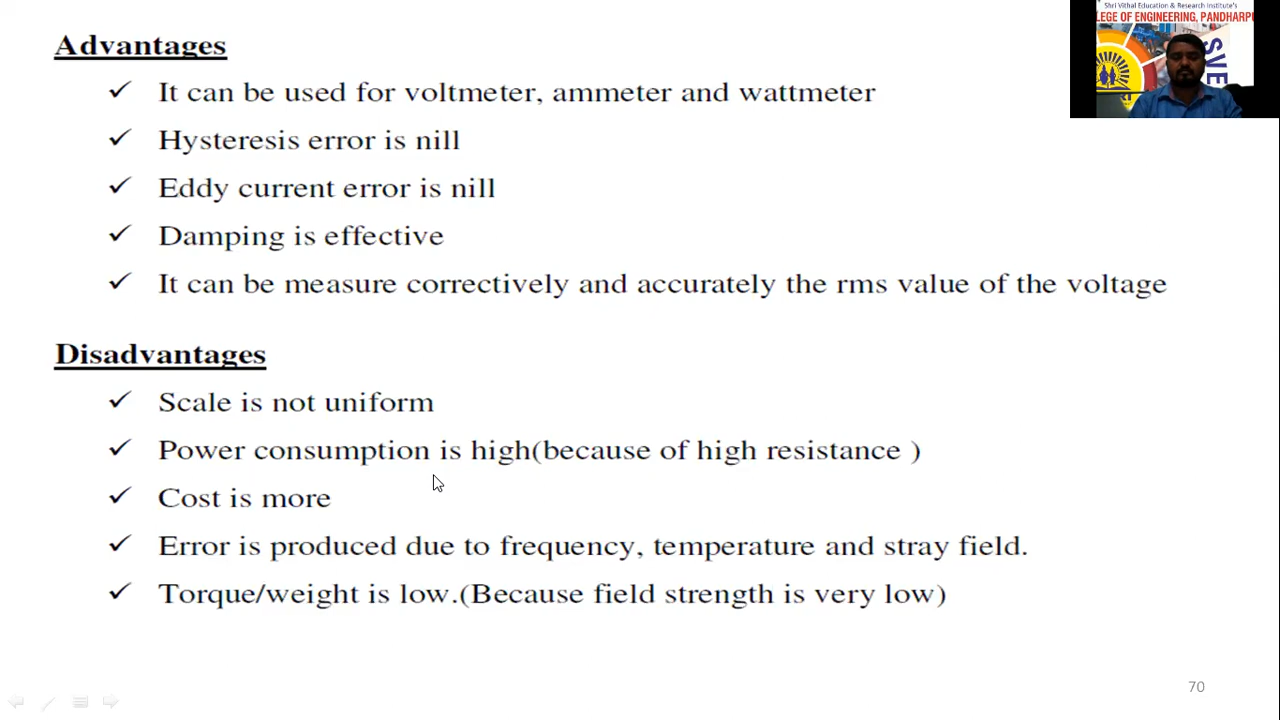 Shri Vithal Education & Research Institute's
LEGE OF ENGINEERING, PANDHARPU
SVE
Advantages
✓ It can be used for voltmeter, ammeter and wattmeter
✓ Hysteresis error is nill
✓ Eddy current error is nill
✓ Damping is effective
✓ It can be measure correctively and accurately the rms value of the voltage
Disadvantages
✓ Scale is not uniform
✓ Power consumption is high(because of high resistance )
✓ Cost is more
✓ Error is produced due to frequency, temperature and stray field.
✓ Torque/weight is low.(Because field strength is very low)
70